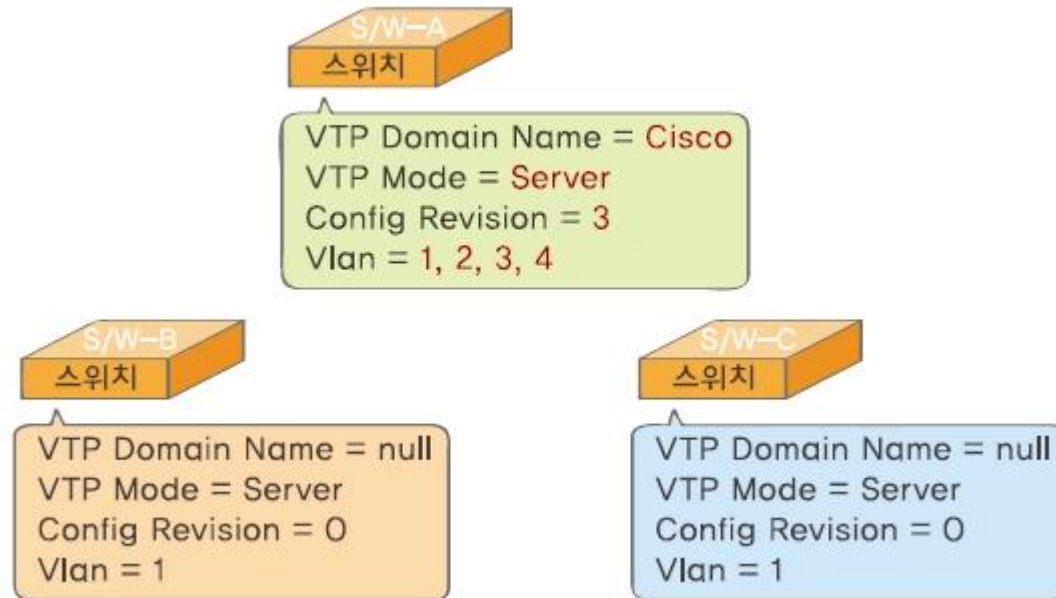 S/W-A
스위치
VTP Domain Name = Cisco
VTP Mode = Server
Config Revision = 3
Vlan = 1, 2, 3, 4
S/W-B
스위치
VTP Domain Name = null
VTP Mode = Server
Config Revision = 0
Vlan = 1
S/W-C
스위치
VTP Domain Name = null
VTP Mode = Server
Config Revision = 0
Vlan = 1